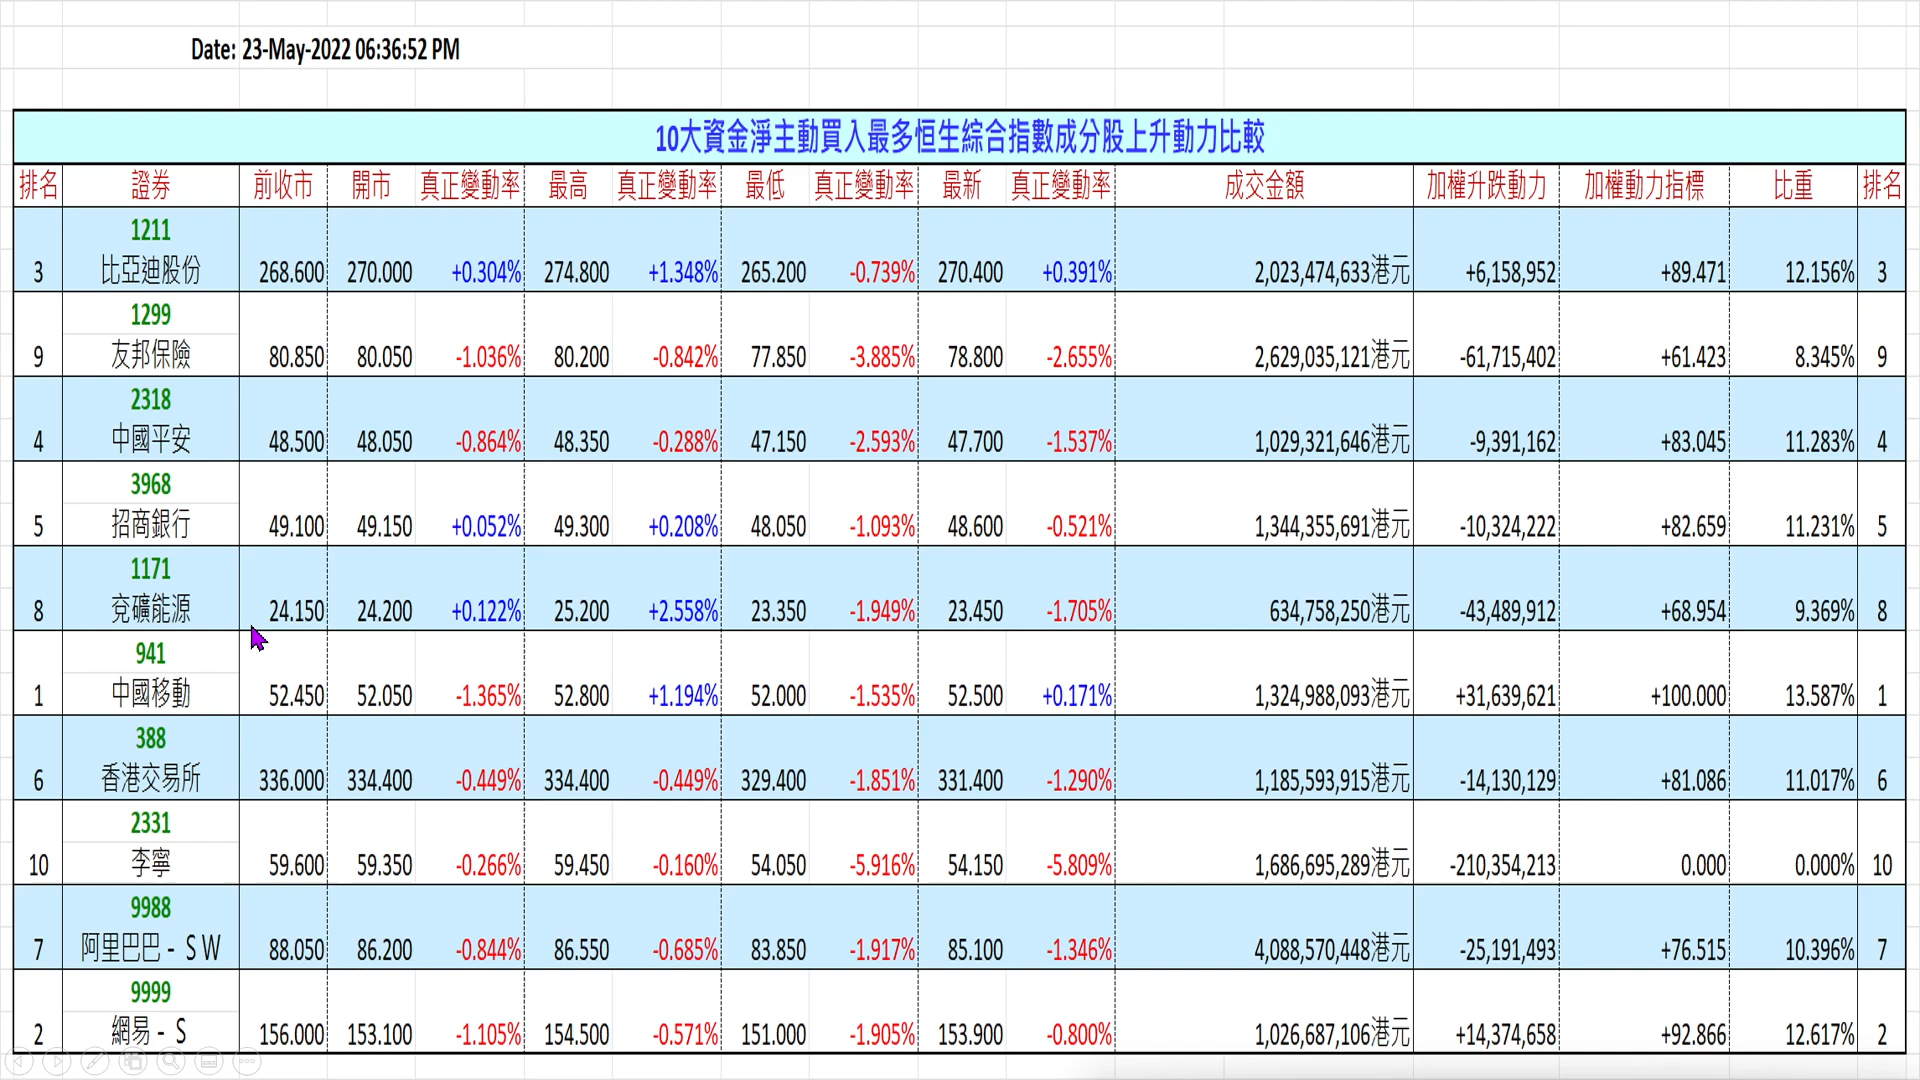 Date: 23-May-2022 06:36:52 PM
10大資金淨主動買入最多恒生綜合指數成分股上升動力比較
排名 證券 前收市 開市 真正變動率 最高 真正變動率 最低 真正變動率 最新 真正變動率 成交金額 加權升跌動力 加權動力指標 比重 排名
1211
3 比亞迪股份 268.600 270.000 +0.304% 274.800 +1.348% 265.200 -0.739% 270.400 +0.391% 2,023,474,633港元 +6,158,952 +89.471 12.156% 3
1299
9 友邦保險 80.850 80.050 -1.036% 80.200 -0.842% 77.850 -3.885% 78.800 -2.655% 2,629,035,121港元 -61,715,402 +61.423 8.345% 9
2318
4 中國平安 48.500 48.050 -0.864% 48.350 -0.288% 47.150 -2.593% 47.700 -1.537% 1,029,321,646港元 -9,391,162 +83.045 11.283% 4
3968
5 招商銀行 49.100 49.150 +0.052% 49.300 +0.208% 48.050 -1.093% 48.600 -0.521% 1,344,355,691港元 -10,324,222 +82.659 11.231% 5
1171
8 兗礦能源 24.150 24.200 +0.122% 25.200 +2.558% 23.350 -1.949% 23.450 -1.705% 634,758,250港元 -43,489,912 +68.954 9.369% 8
941
1 中國移動 52.450 52.050 -1.365% 52.800 +1.194% 52.000 -1.535% 52.500 +0.171% 1,324,988,093港元 +31,639,621 +100.000 13.587% 1
388
6 香港交易所 336.000 334.400 -0.449% 334.400 -0.449% 329.400 -1.851% 331.400 -1.290% 1,185,593,915港元 -14,130,129 +81.086 11.017% 6
2331
10 李寧 59.600 59.350 -0.266% 59.450 -0.160% 54.050 -5.916% 54.150 -5.809% 1,686,695,289港元 -210,354,213 0.000 0.000% 10
9988
7 阿里巴巴－ＳＷ 88.050 86.200 -0.844% 86.550 -0.685% 83.850 -1.917% 85.100 -1.346% 4,088,570,448港元 -25,191,493 +76.515 10.396% 7
9999
2 網易－Ｓ 156.000 153.100 -1.105% 154.500 -0.571% 151.000 -1.905% 153.900 -0.800% 1,026,687,106港元 +14,374,658 +92.866 12.617% 2